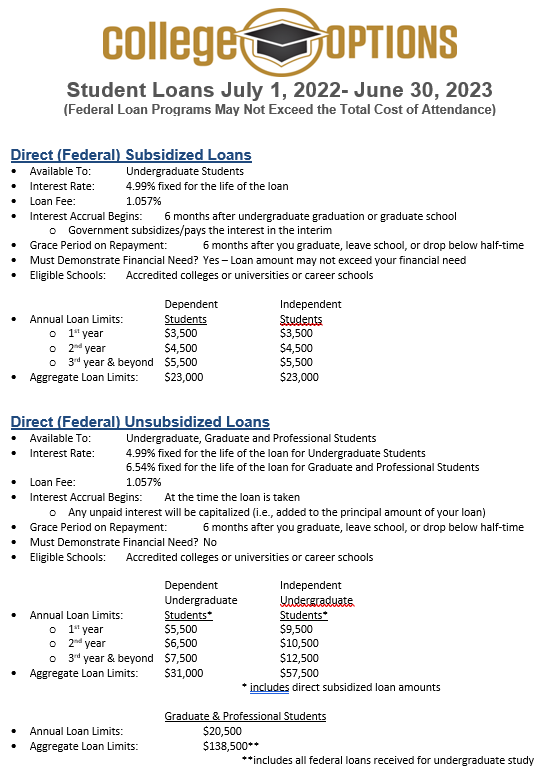 college OPTIONS
Student Loans July 1, 2022- June 30, 2023
(Federal Loan Programs May Not Exceed the Total Cost of Attendance)
Direct (Federal) Subsidized Loans
• Available To: Undergraduate Students
• Interest Rate: 4.99% fixed for the life of the loan
• Loan Fee: 1.057%
• Interest Accrual Begins: 6 months after undergraduate graduation or graduate school
o Government subsidizes/pays the interest in the interim
• Grace Period on Repayment: 6 months after you graduate, leave school, or drop below half-time
• Must Demonstrate Financial Need? Yes – Loan amount may not exceed your financial need
• Eligible Schools: Accredited colleges or universities or career schools
Dependent Independent
• Annual Loan Limits: Students Students
o 1st year $3,500 $3,500
o 2nd year $4,500 $4,500
o 3rd year & beyond $5,500 $5,500
• Aggregate Loan Limits: $23,000 $23,000
Direct (Federal) Unsubsidized Loans
• Available To: Undergraduate, Graduate and Professional Students
• Interest Rate: 4.99% fixed for the life of the loan for Undergraduate Students
6.54% fixed for the life of the loan for Graduate and Professional Students
• Loan Fee: 1.057%
• Interest Accrual Begins: At the time the loan is taken
o Any unpaid interest will be capitalized (i.e., added to the principal amount of your loan)
• Grace Period on Repayment: 6 months after you graduate, leave school, or drop below half-time
• Must Demonstrate Financial Need? No
• Eligible Schools: Accredited colleges or universities or career schools
Dependent Independent
Undergraduate Undergraduate
• Annual Loan Limits: Students* Students*
o 1st year $5,500 $9,500
o 2nd year $6,500 $10,500
o 3rd year & beyond $7,500 $12,500
• Aggregate Loan Limits: $31,000 $57,500
* includes direct subsidized loan amounts
Graduate & Professional Students
• Annual Loan Limits: $20,500
• Aggregate Loan Limits: $138,500**
**includes all federal loans received for undergraduate study